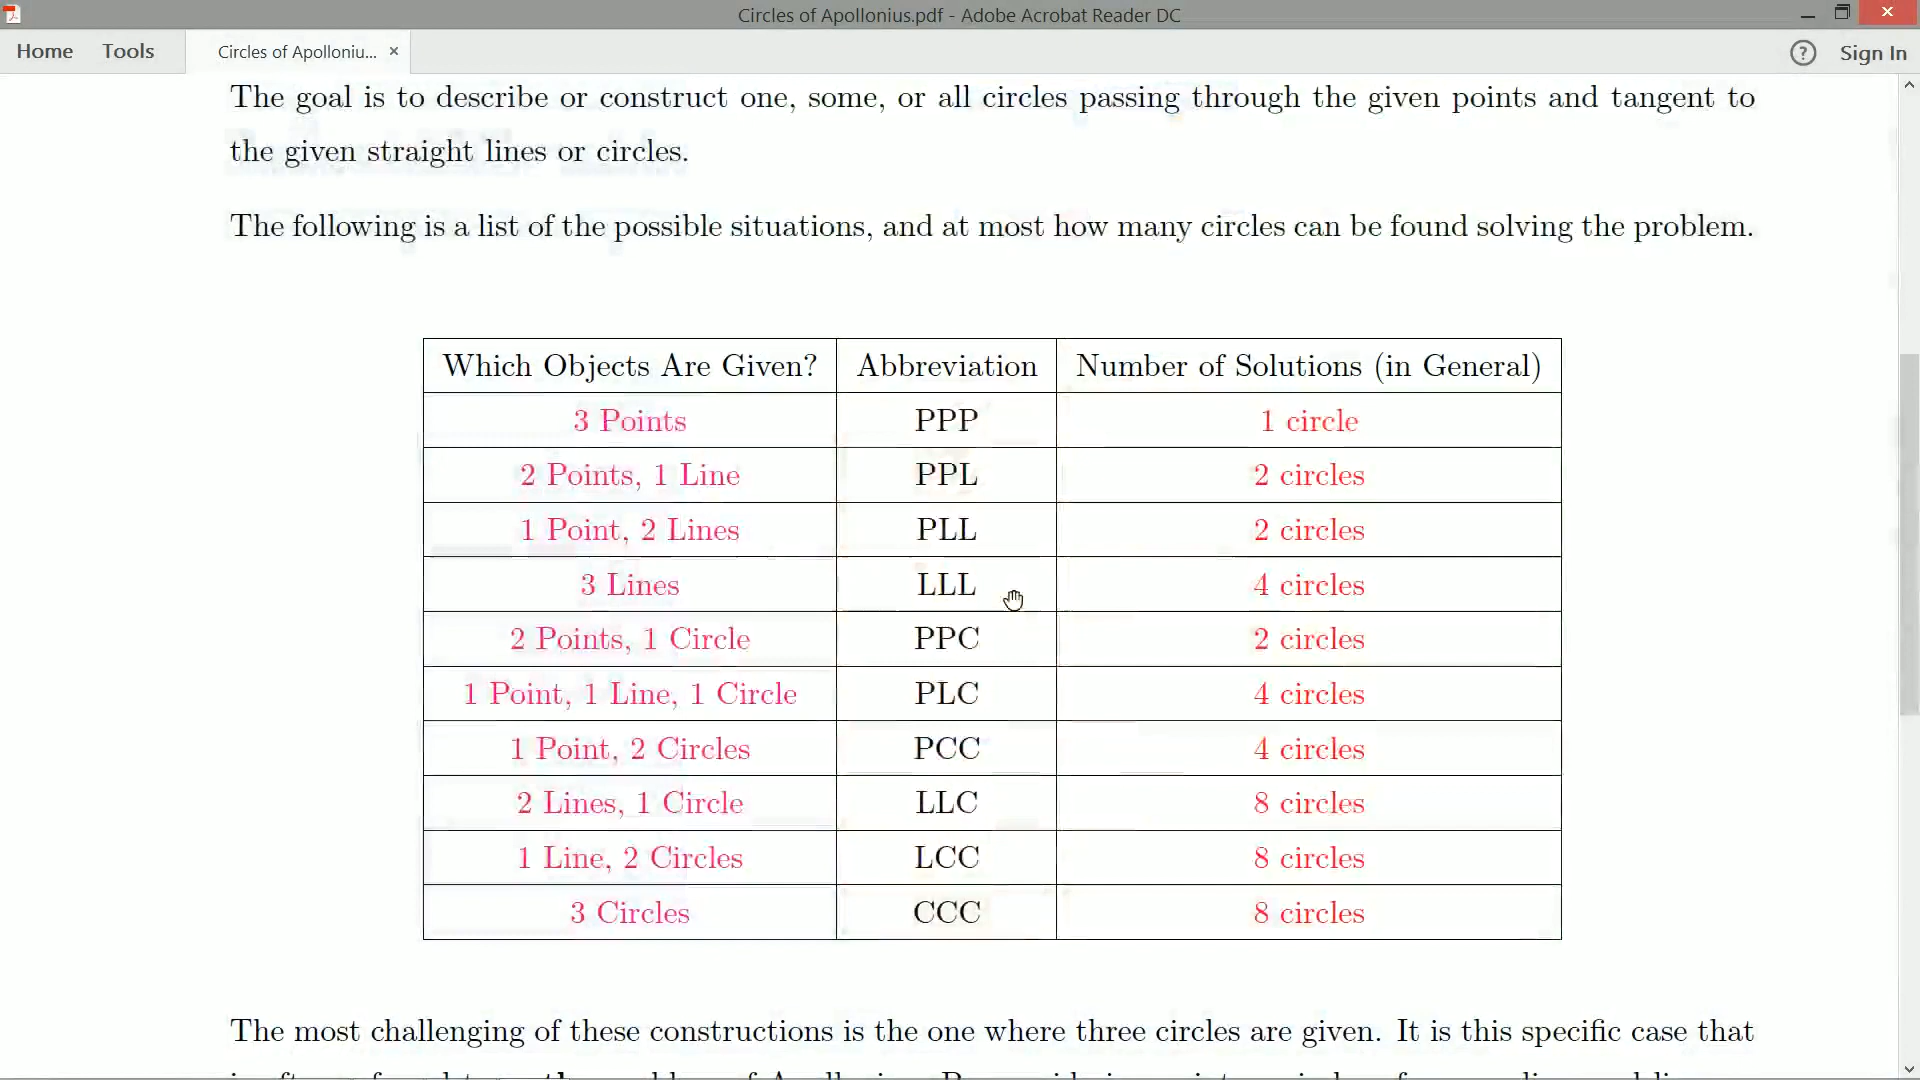 Circles of Apollonius.pdf - Adobe Acrobat Reader DC
Home Tools Circles of Apolloniu... × ? Sign In
The goal is to describe or construct one, some, or all circles passing through the given points and tangent to
the given straight lines or circles.
The following is a list of the possible situations, and at most how many circles can be found solving the problem.
Which Objects Are Given? Abbreviation Number of Solutions (in General)
3 Points PPP 1 circle
2 Points, 1 Line PPL 2 circles
1 Point, 2 Lines PLL 2 circles
3 Lines LLL 4 circles
2 Points, 1 Circle PPC 2 circles
1 Point, 1 Line, 1 Circle PLC 4 circles
1 Point, 2 Circles PCC 4 circles
2 Lines, 1 Circle LLC 8 circles
1 Line, 2 Circles LCC 8 circles
3 Circles CCC 8 circles
The most challenging of these constructions is the one where three circles are given. It is this specific case that